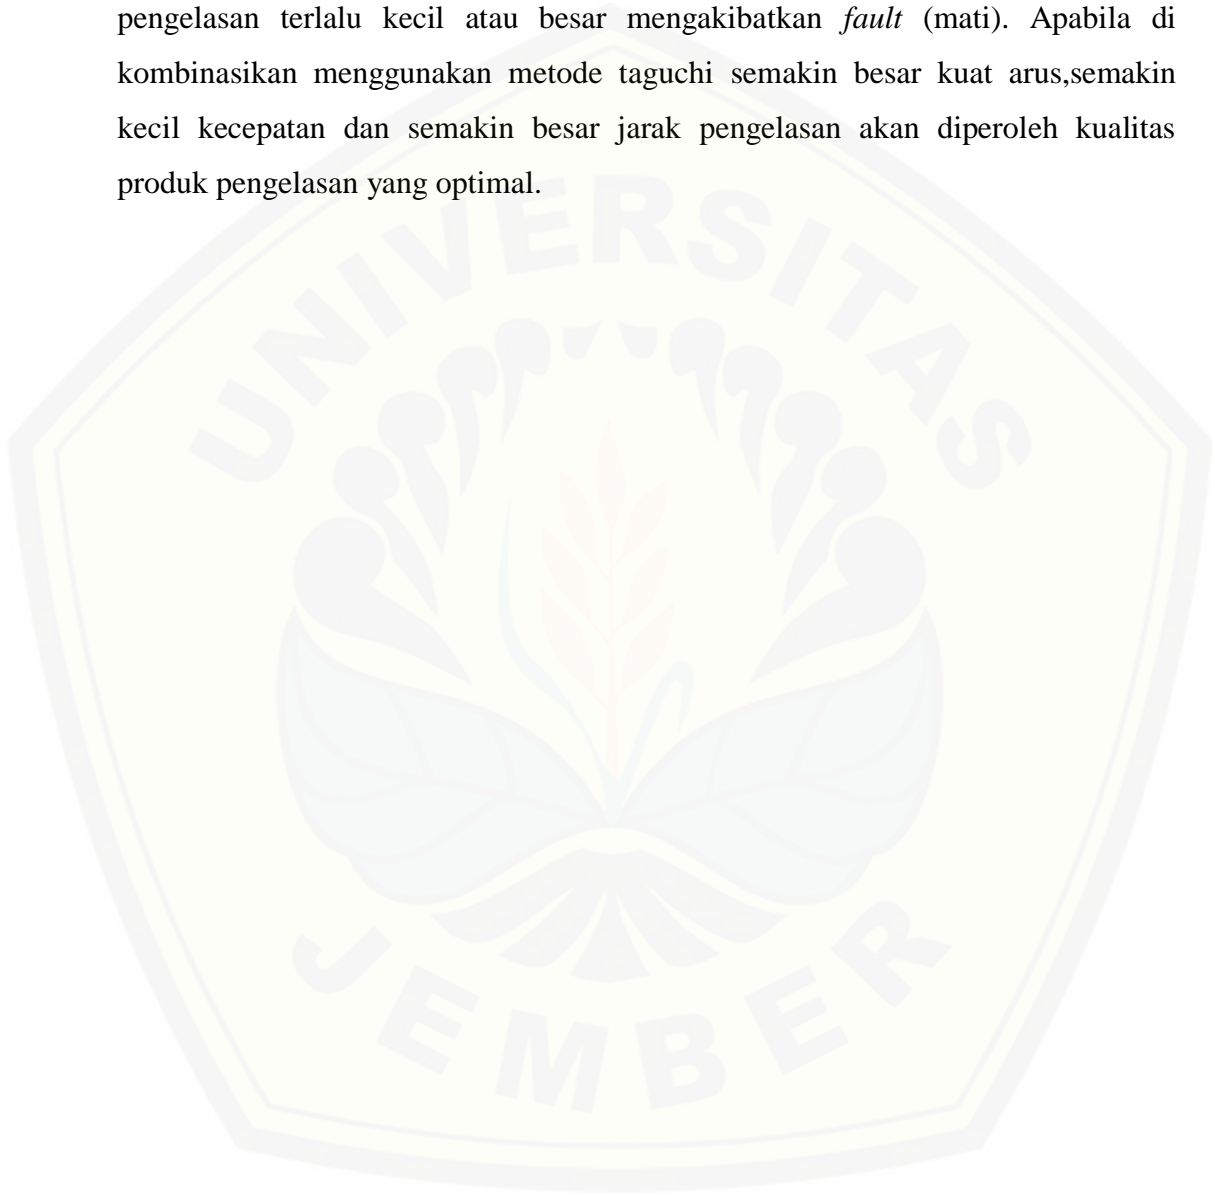 pengelasan terlalu kecil atau besar mengakibatkan fault (mati). Apabila di
kombinasikan menggunakan metode taguchi semakin besar kuat arus,semakin
kecil kecepatan dan semakin besar jarak pengelasan akan diperoleh kualitas
produk pengelasan yang optimal.
UNIVERSITAS
JEMBER